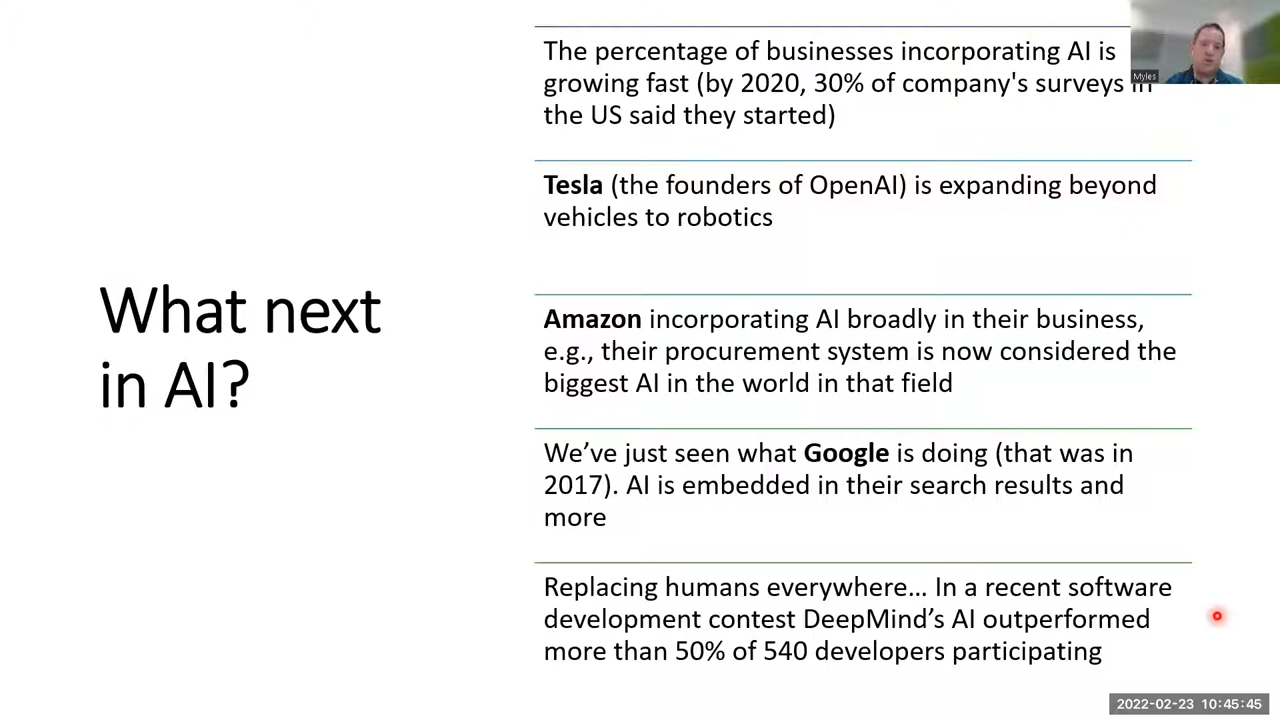 What next
in AI?
The percentage of businesses incorporating AI is
growing fast (by 2020, 30% of company's surveys in
the US said they started)
Tesla (the founders of OpenAI) is expanding beyond
vehicles to robotics
Amazon incorporating AI broadly in their business,
e.g., their procurement system is now considered the
biggest AI in the world in that field
We’ve just seen what Google is doing (that was in
2017). AI is embedded in their search results and
more
Replacing humans everywhere… In a recent software
development contest DeepMind’s AI outperformed
more than 50% of 540 developers participating
Myles
2022-02-23 10:45:45